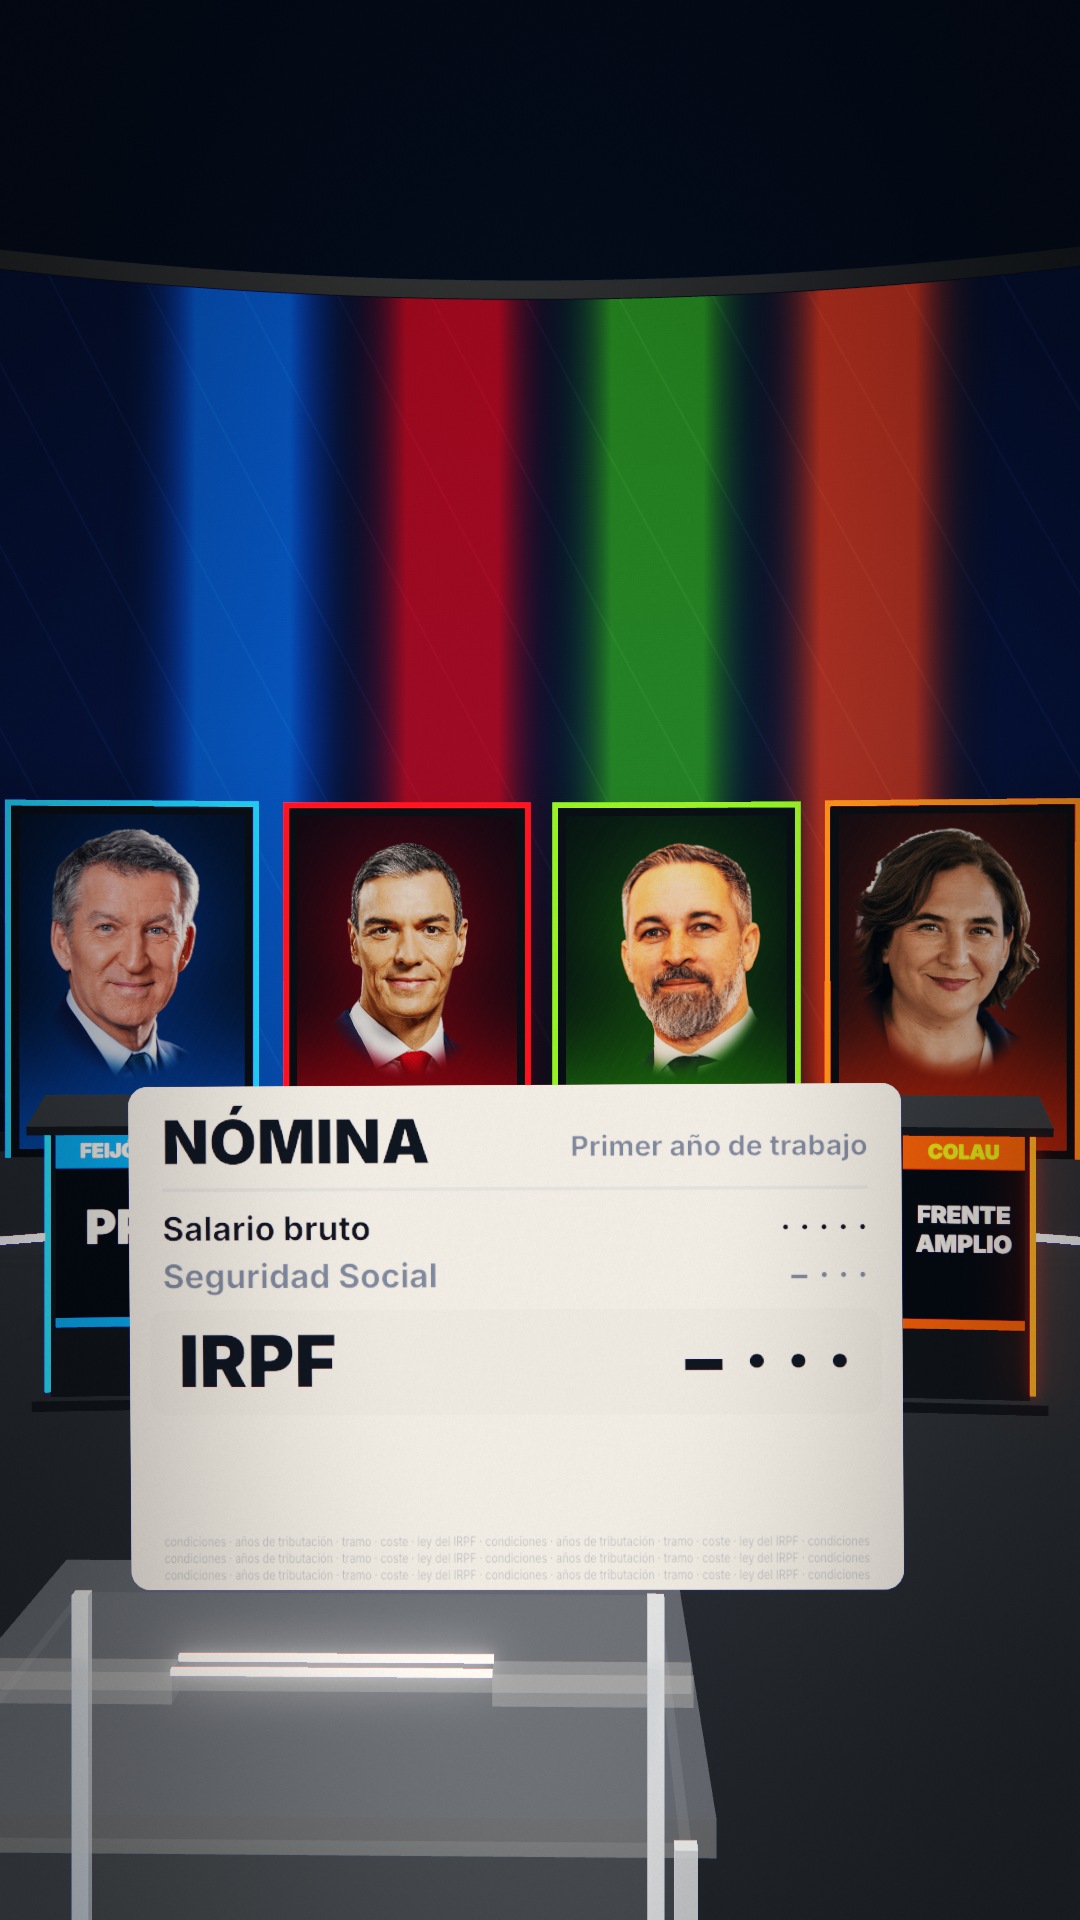 NÓMINA
Primer año de trabajo
Salario bruto
· · · · ·
Seguridad Social
– · · ·
IRPF
– • • •
condiciones · años de tributación · tramo · coste · ley del IRPF · condiciones · años de tributación · tramo · coste · ley del IRPF · condiciones
condiciones · años de tributación · tramo · coste · ley del IRPF · condiciones · años de tributación · tramo · coste · ley del IRPF · condiciones
condiciones · años de tributación · tramo · coste · ley del IRPF · condiciones · años de tributación · tramo · coste · ley del IRPF · condiciones
COLAU
FRENTE
AMPLIO